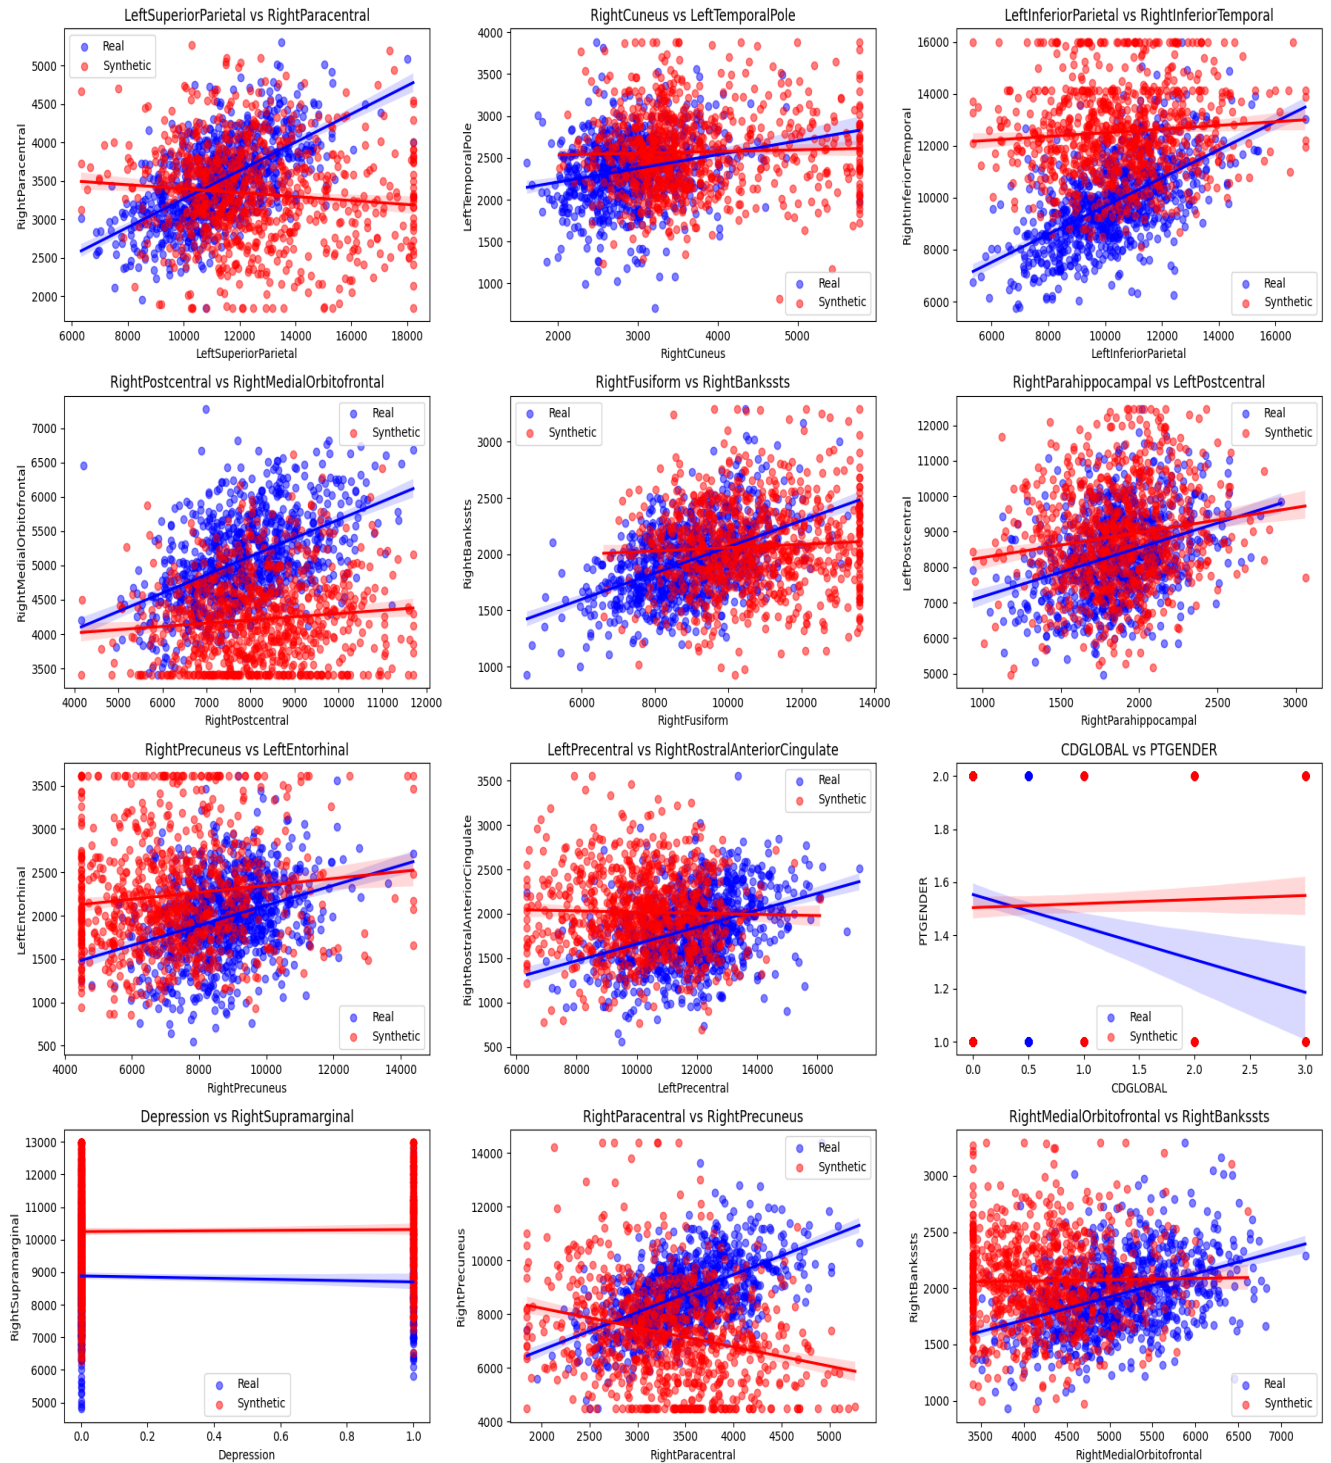 LeftSuperiorParietal vs RightParacentral
Real
Synthetic
5000
4500
4000
3500
3000
2500
2000
RightParacentral
6000 8000 10000 12000 14000 16000 18000
LeftSuperiorParietal
RightCuneus vs LeftTemporalPole
4000
3500
3000
2500
2000
1500
1000
LeftTemporalPole
Real
Synthetic
2000 3000 4000 5000
RightCuneus
LeftInferiorParietal vs RightInferiorTemporal
16000
14000
12000
10000
8000
6000
RightInferiorTemporal
Real
Synthetic
6000 8000 10000 12000 14000 16000
LeftInferiorParietal
RightPostcentral vs RightMedialOrbitofrontal
Real
Synthetic
7000
6500
6000
5500
5000
4500
4000
3500
RightMedialOrbitofrontal
4000 5000 6000 7000 8000 9000 10000 11000 12000
RightPostcentral
RightFusiform vs RightBankssts
Real
Synthetic
3000
2500
2000
1500
1000
RightBankssts
6000 8000 10000 12000 14000
RightFusiform
RightParahippocampal vs LeftPostcentral
Real
Synthetic
12000
11000
10000
9000
8000
7000
6000
5000
LeftPostcentral
1000 1500 2000 2500 3000
RightParahippocampal
RightPrecuneus vs LeftEntorhinal
3500
3000
2500
2000
1500
1000
500
LeftEntorhinal
Real
Synthetic
4000 6000 8000 10000 12000 14000
RightPrecuneus
LeftPrecentral vs RightRostralAnteriorCingulate
Real
Synthetic
3500
3000
2500
2000
1500
1000
500
RightRostralAnteriorCingulate
6000 8000 10000 12000 14000 16000
LeftPrecentral
CDGLOBAL vs PTGENDER
2.0
1.8
1.6
1.4
1.2
1.0
PTGENDER
Real
Synthetic
0.0 0.5 1.0 1.5 2.0 2.5 3.0
CDGLOBAL
Depression vs RightSupramarginal
13000
12000
11000
10000
9000
8000
7000
6000
5000
RightSupramarginal
Real
Synthetic
0.0 0.2 0.4 0.6 0.8 1.0
Depression
RightParacentral vs RightPrecuneus
Real
Synthetic
14000
12000
10000
8000
6000
4000
RightPrecuneus
2000 2500 3000 3500 4000 4500 5000
RightParacentral
RightMedialOrbitofrontal vs RightBankssts
3000
2500
2000
1500
1000
RightBankssts
Real
Synthetic
3500 4000 4500 5000 5500 6000 6500 7000
RightMedialOrbitofrontal